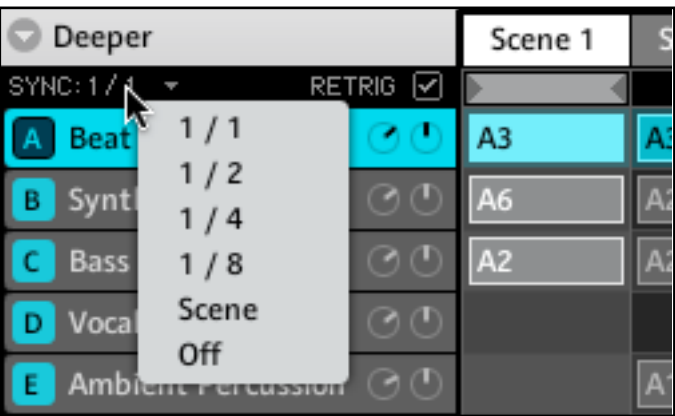 Deeper
Scene 1
SYNC: 1 / 1
RETRIG
A Beat
A3
B
A6
C Bass
A2
D
E Ambient Percussion
1 / 1
1 / 2
1 / 4
1 / 8
Scene
Off